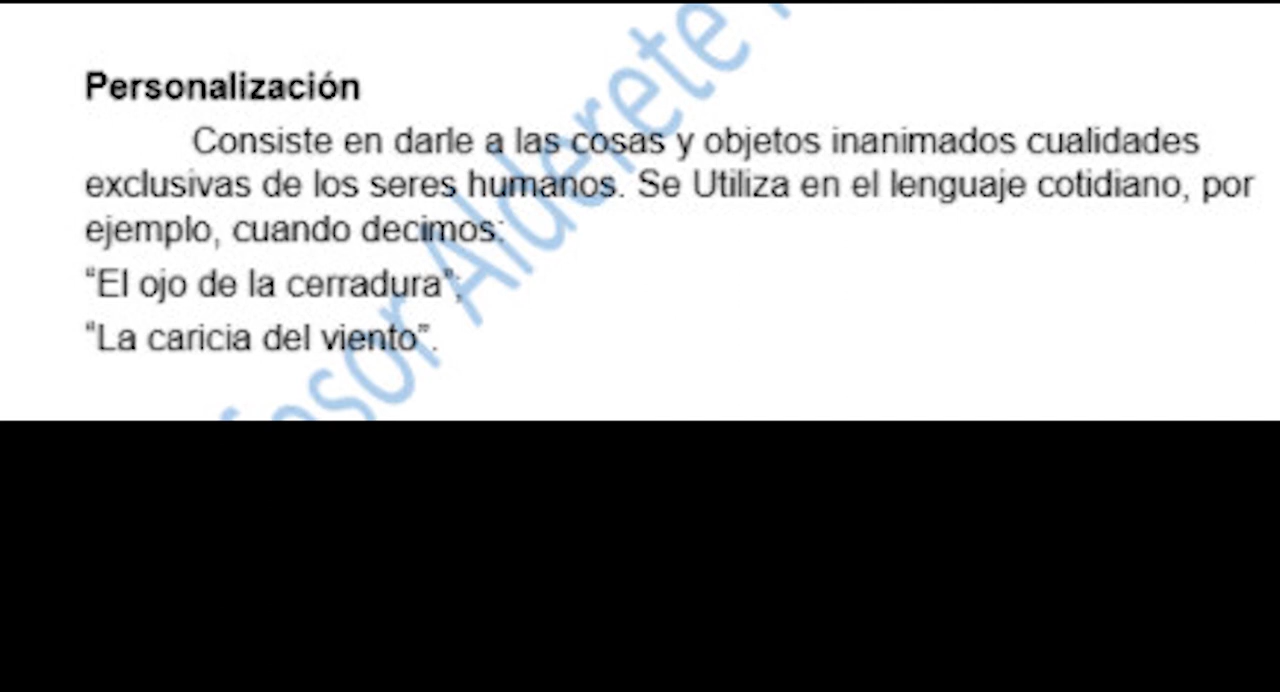 Personalización
Consiste en darle a las cosas y objetos inanimados cualidades
exclusivas de los seres humanos. Se Utiliza en el lenguaje cotidiano, por
ejemplo, cuando decimos:
“El ojo de la cerradura”;
“La caricia del viento”.
Alderete